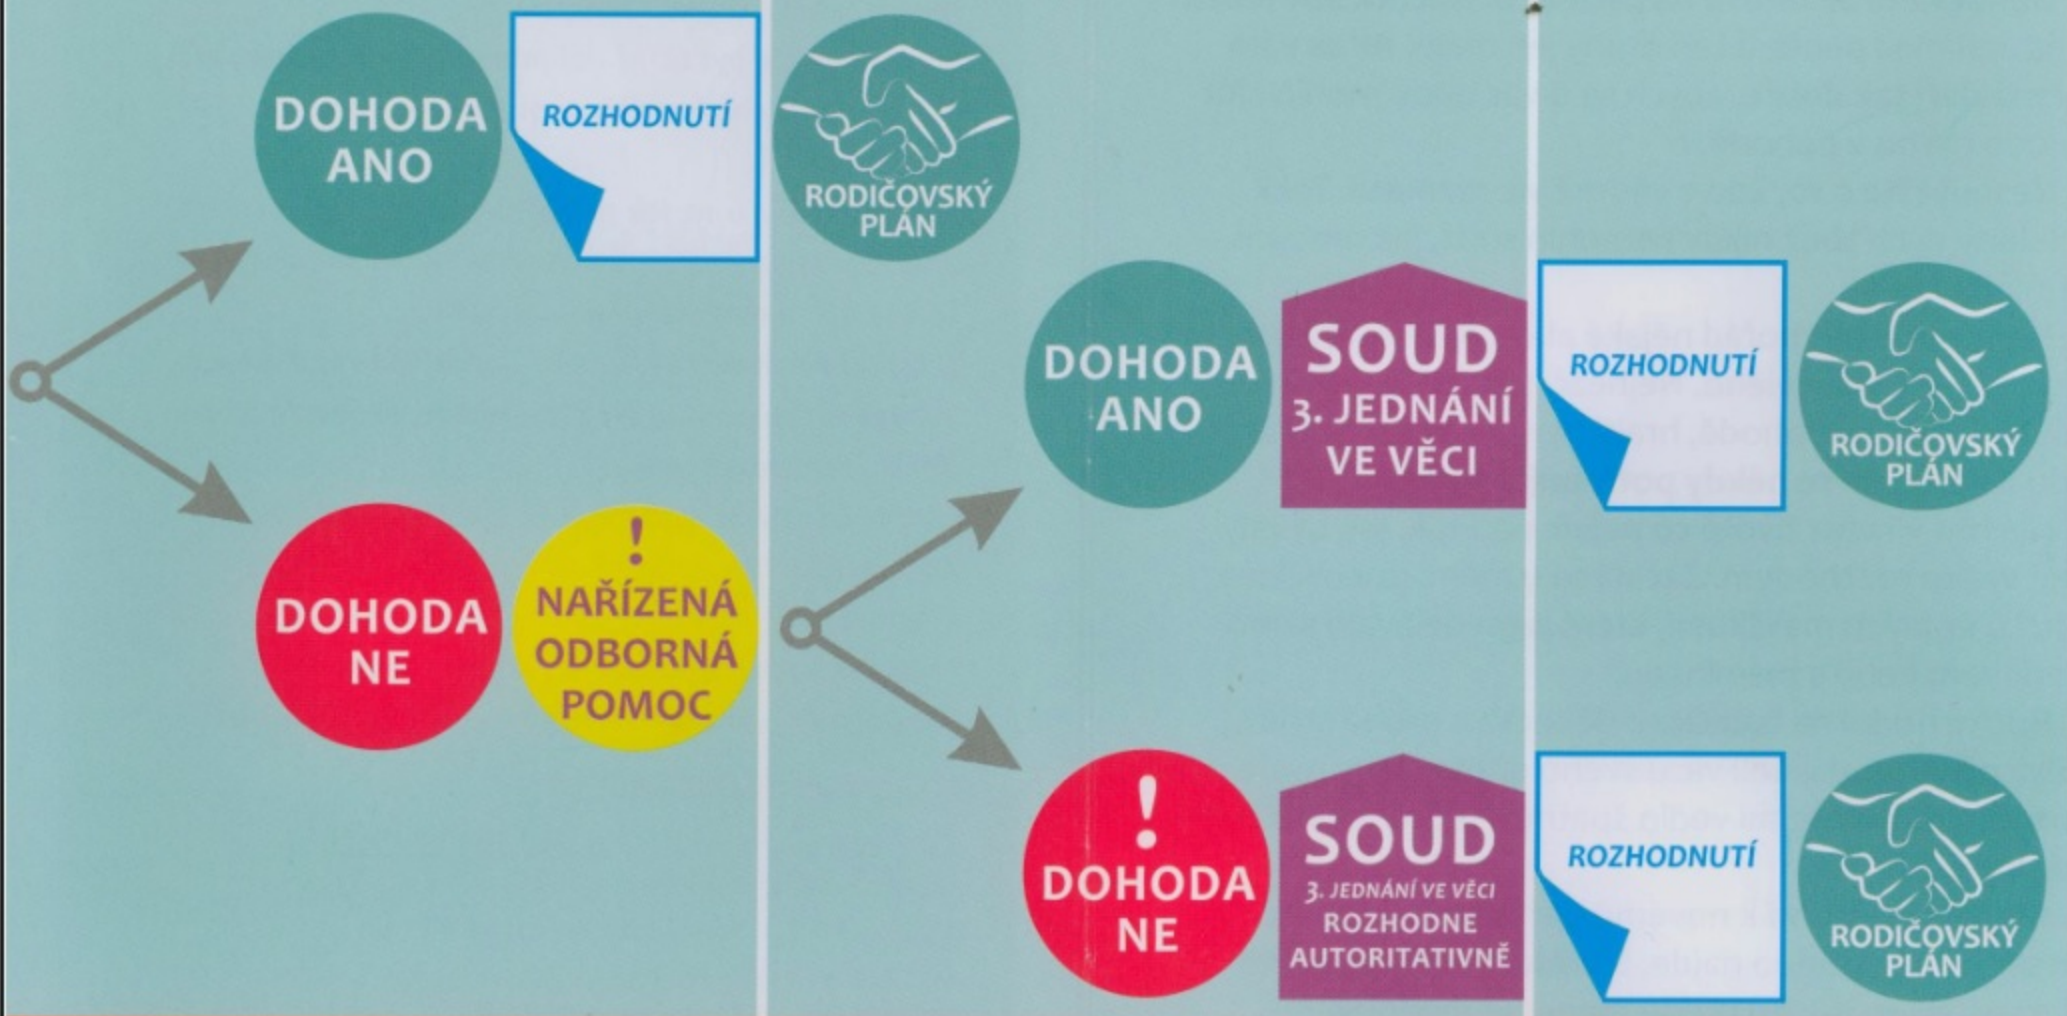 DOHODA
ANO
ROZHODNUTÍ
RODIČOVSKÝ
PLÁN
DOHODA
NE
!
NAŘÍZENÁ
ODBORNÁ
POMOC
DOHODA
ANO
SOUD
3. JEDNÁNÍ
VE VĚCI
ROZHODNUTÍ
RODIČOVSKÝ
PLÁN
!
DOHODA
NE
SOUD
3. JEDNÁNÍ VE VĚCI
ROZHODNE
AUTORITATIVNĚ
ROZHODNUTÍ
RODIČOVSKÝ
PLÁN